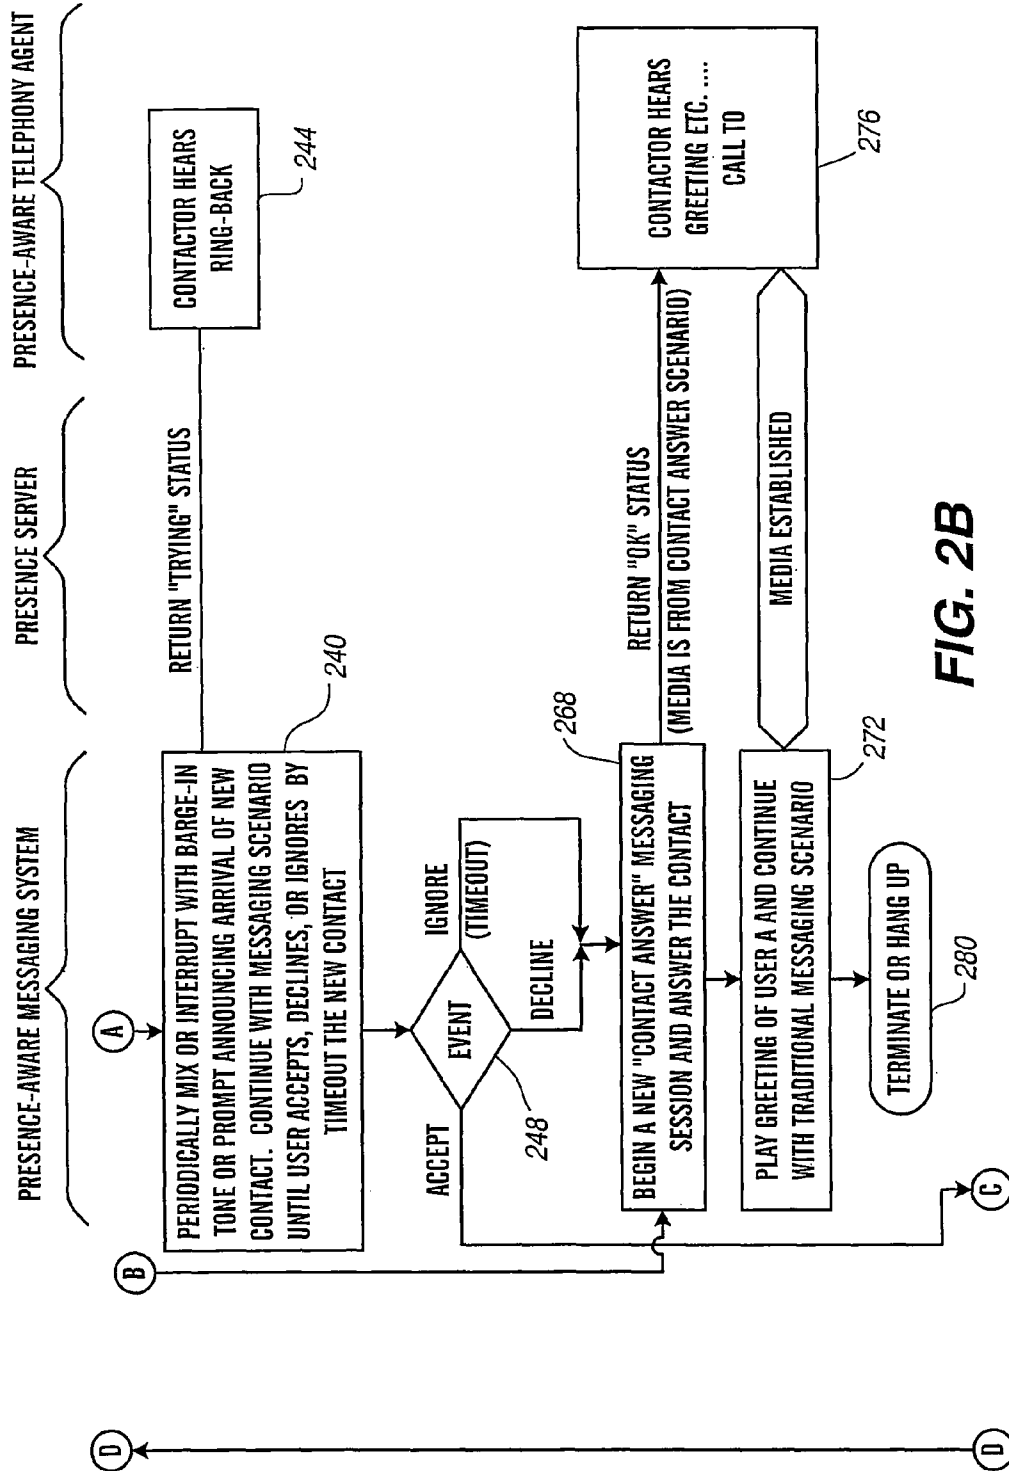 PRESENCE-AWARE MESSAGING SYSTEM
PRESENCE SERVER
PRESENCE-AWARE TELEPHONY AGENT
A
B
D
PERIODICALLY MIX OR INTERRUPT WITH BARGE-IN
TONE OR PROMPT ANNOUNCING ARRIVAL OF NEW
CONTACT. CONTINUE WITH MESSAGING SCENARIO
UNTIL USER ACCEPTS, DECLINES, OR IGNORES BY
TIMEOUT THE NEW CONTACT
240
RETURN "TRYING" STATUS
CONTACTOR HEARS
RING-BACK
244
EVENT
248
ACCEPT
DECLINE
IGNORE
(TIMEOUT)
BEGIN A NEW "CONTACT ANSWER" MESSAGING
SESSION AND ANSWER THE CONTACT
268
RETURN "OK" STATUS
(MEDIA IS FROM CONTACT ANSWER SCENARIO)
CONTACTOR HEARS
GREETING ETC. ....
CALL TO
276
PLAY GREETING OF USER A AND CONTINUE
WITH TRADITIONAL MESSAGING SCENARIO
272
MEDIA ESTABLISHED
TERMINATE OR HANG UP
280
C
D
FIG. 2B